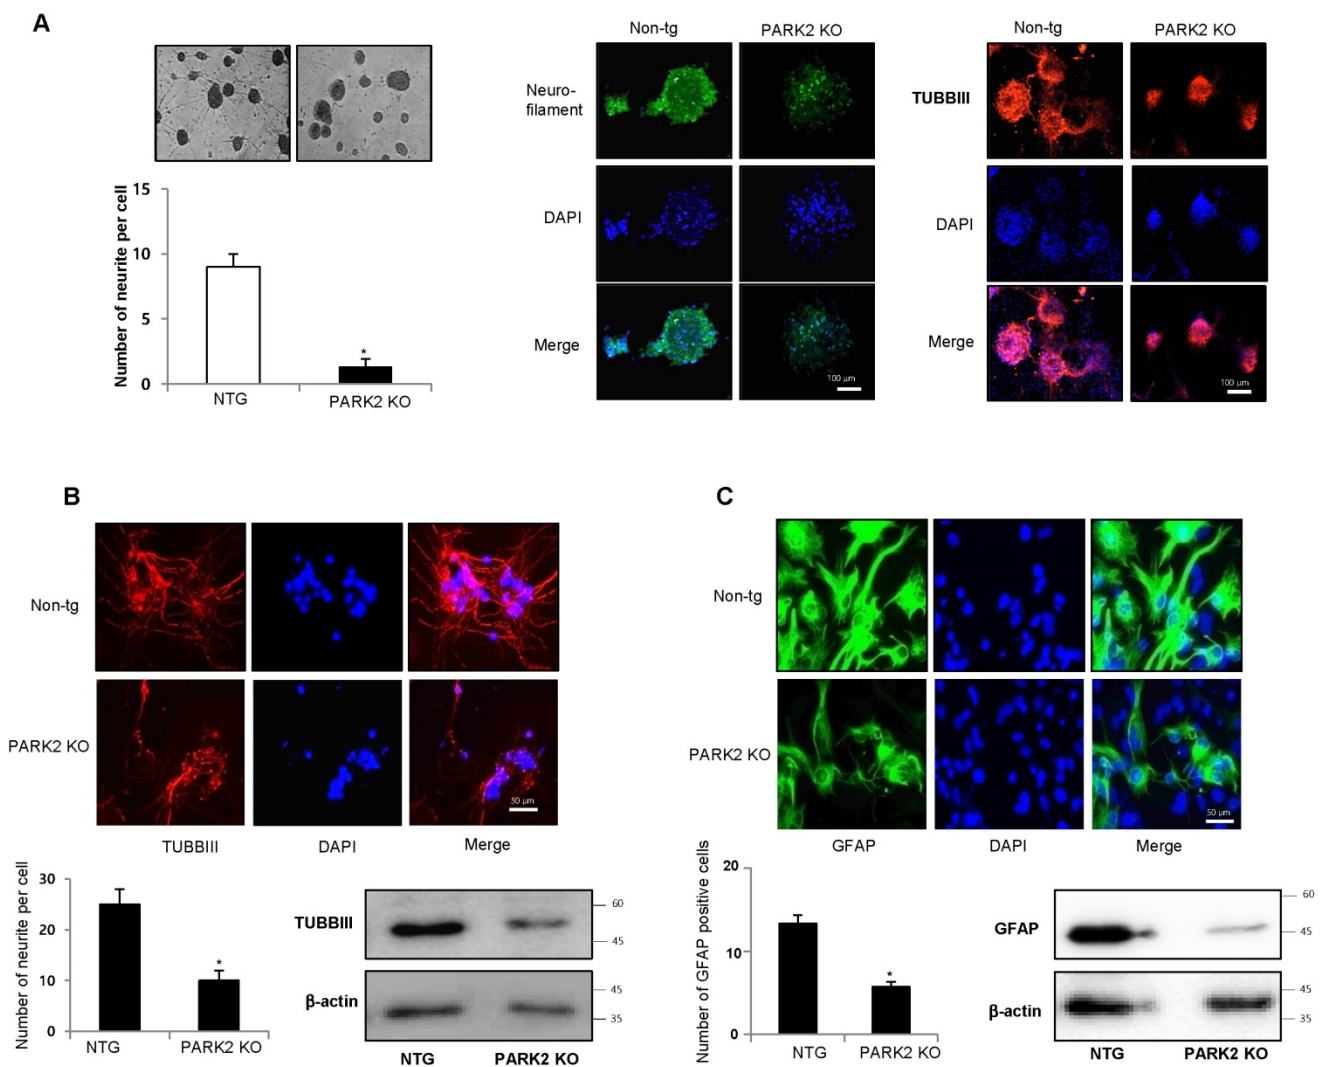 A
Non-tg
PARK2 KO
Neuro-
filament
DAPI
Merge
100 µm
Non-tg
PARK2 KO
TUBBIII
DAPI
Merge
100 µm
Number of neurite per cell
15
10
5
0
*
NTG
PARK2 KO
B
Non-tg
PARK2 KO
50 µm
TUBBIII
DAPI
Merge
Number of neurite per cell
30
20
10
0
*
NTG
PARK2 KO
TUBBIII
60
45
β-actin
45
35
NTG
PARK2 KO
C
Non-tg
PARK2 KO
50 µm
GFAP
DAPI
Merge
Number of GFAP positive cells
20
10
0
*
NTG
PARK2 KO
GFAP
60
45
β-actin
45
35
NTG
PARK2 KO